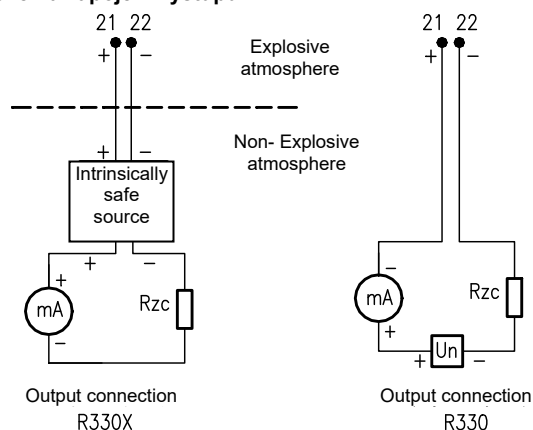 21 22
+ −
Explosive
atmosphere
Non- Explosive
atmosphere
+ −
Intrinsically
safe
source
+ −
+
mA
−
Rzc
Output connection
R330X
21 22
+ −
−
mA
+
Rzc
+ Un −
Output connection
R330